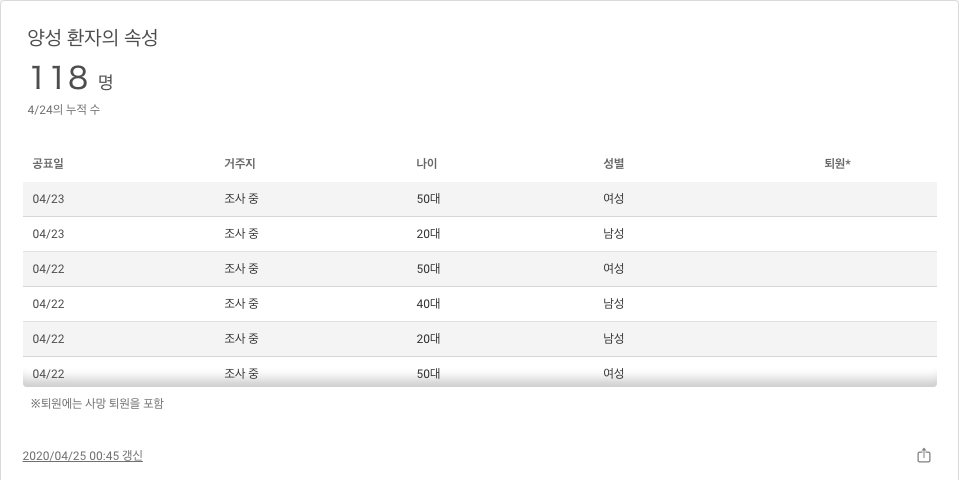 양성 환자의 속성
118 명
4/24의 누적 수
공표일 거주지 나이 성별 퇴원*
04/23 조사 중 50대 여성
04/23 조사 중 20대 남성
04/22 조사 중 50대 여성
04/22 조사 중 40대 남성
04/22 조사 중 20대 남성
04/22 조사 중 50대 여성
※퇴원에는 사망 퇴원을 포함
2020/04/25 00:45 갱신